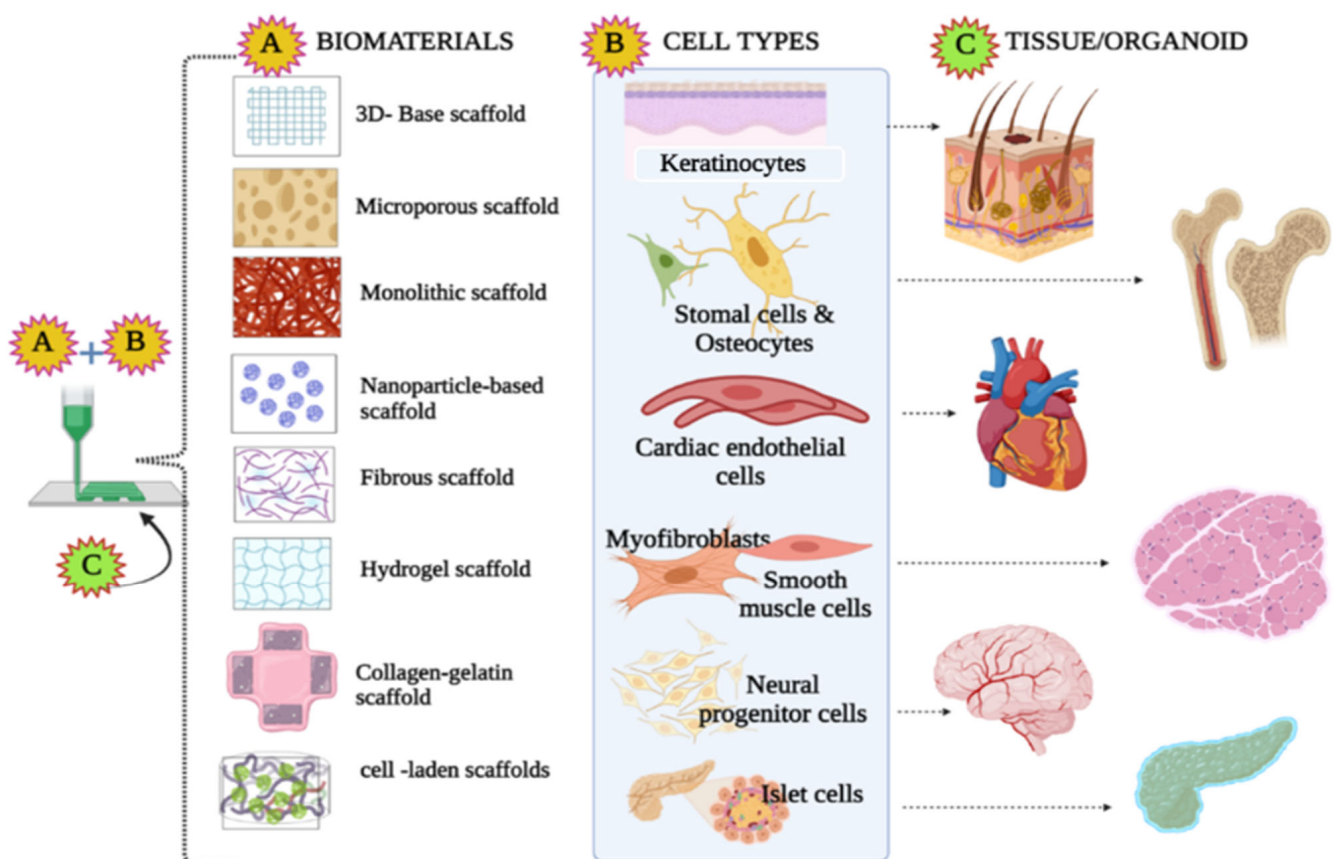 A BIOMATERIALS
3D- Base scaffold
Microporous scaffold
Monolithic scaffold
Nanoparticle-based
scaffold
Fibrous scaffold
Hydrogel scaffold
Collagen-gelatin
scaffold
cell -laden scaffolds
A + B
C
B CELL TYPES
Keratinocytes
Stomal cells &
Osteocytes
Cardiac endothelial
cells
Myofibroblasts
Smooth
muscle cells
Neural
progenitor cells
Islet cells
C TISSUE/ORGANOID